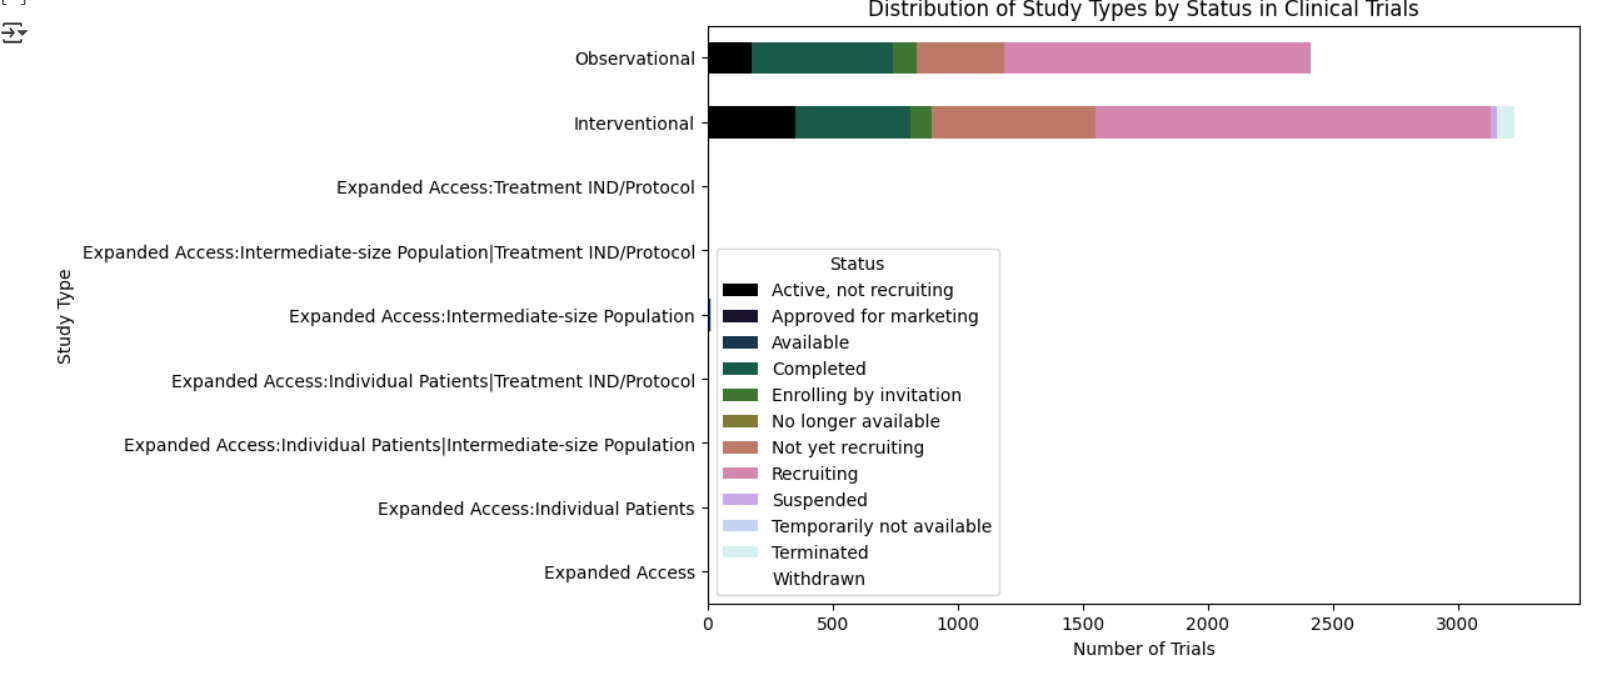 Distribution of Study Types by Status in Clinical Trials
Observational
Interventional
Expanded Access:Treatment IND/Protocol
Expanded Access:Intermediate-size Population|Treatment IND/Protocol
Expanded Access:Intermediate-size Population
Expanded Access:Individual Patients|Treatment IND/Protocol
Expanded Access:Individual Patients|Intermediate-size Population
Expanded Access:Individual Patients
Expanded Access
Study Type
Status
Active, not recruiting
Approved for marketing
Available
Completed
Enrolling by invitation
No longer available
Not yet recruiting
Recruiting
Suspended
Temporarily not available
Terminated
Withdrawn
0 500 1000 1500 2000 2500 3000
Number of Trials